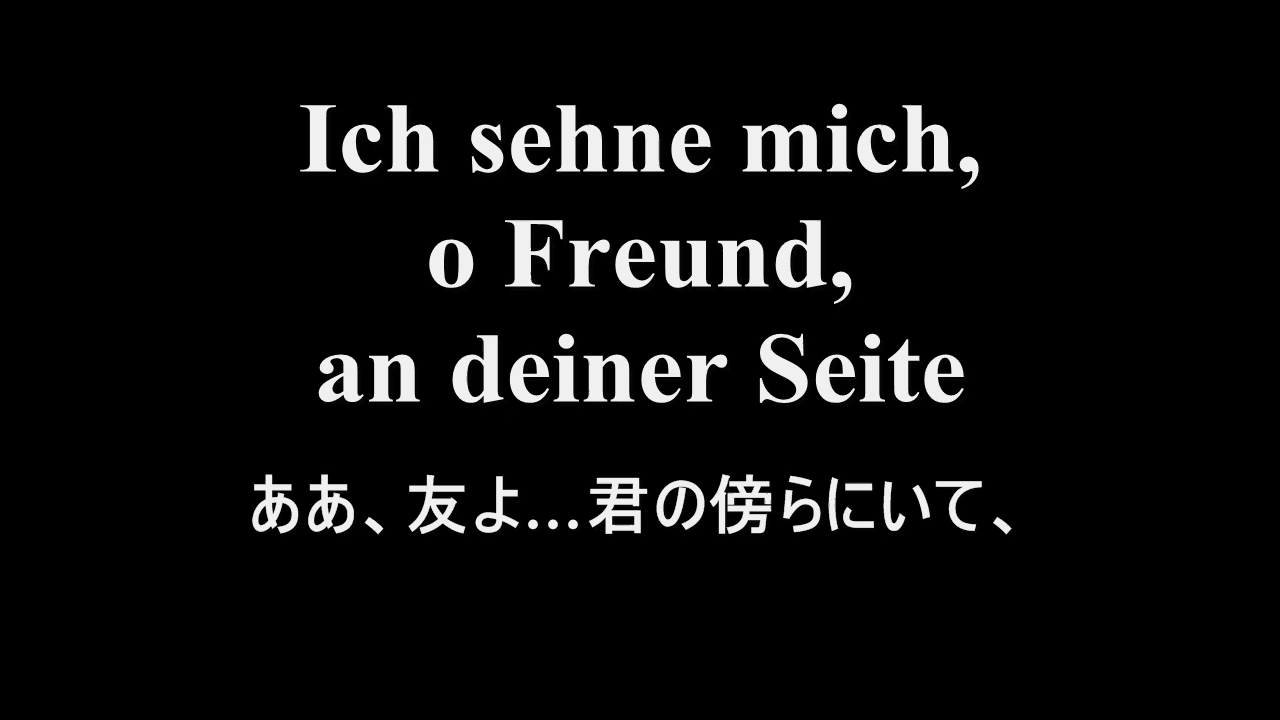 Ich sehne mich,
o Freund,
an deiner Seite
ああ、友よ…君の傍らにいて、